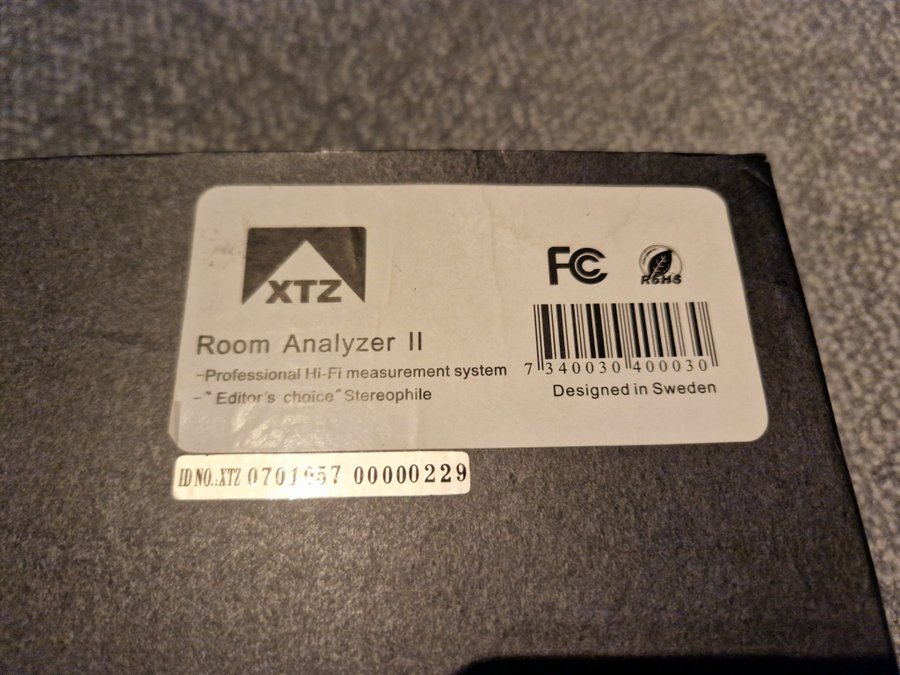 XTZ
FC
RoHS
Room Analyzer II
-Professional Hi-Fi measurement system
-"Editor's choice" Stereophile
7 340030 400030
Designed in Sweden
ID NO.:XTZ 0701057 00000229